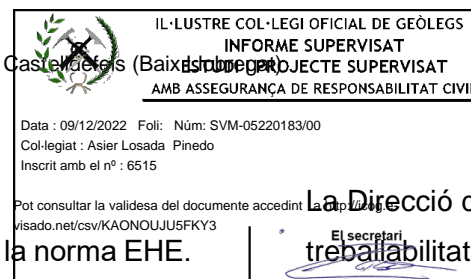 IL·LUSTRE COL·LEGI OFICIAL DE GEÒLEGS
INFORME SUPERVISAT
Castelldefels (Baix Llobregat).
ESTUDI O PROJECTE SUPERVISAT
AMB ASSEGURANÇA DE RESPONSABILITAT CIVIL
Data : 09/12/2022 Foli: Núm: SVM-05220183/00
Col·legiat : Asier Losada Pinedo
Inscrit amb el nº : 6515
Pot consultar la validesa del documente accedint a http://icog.e-
visado.net/csv/KAONOUJU5FKY3
La Direcció
El secretari
la norma EHE.
treballabilitat